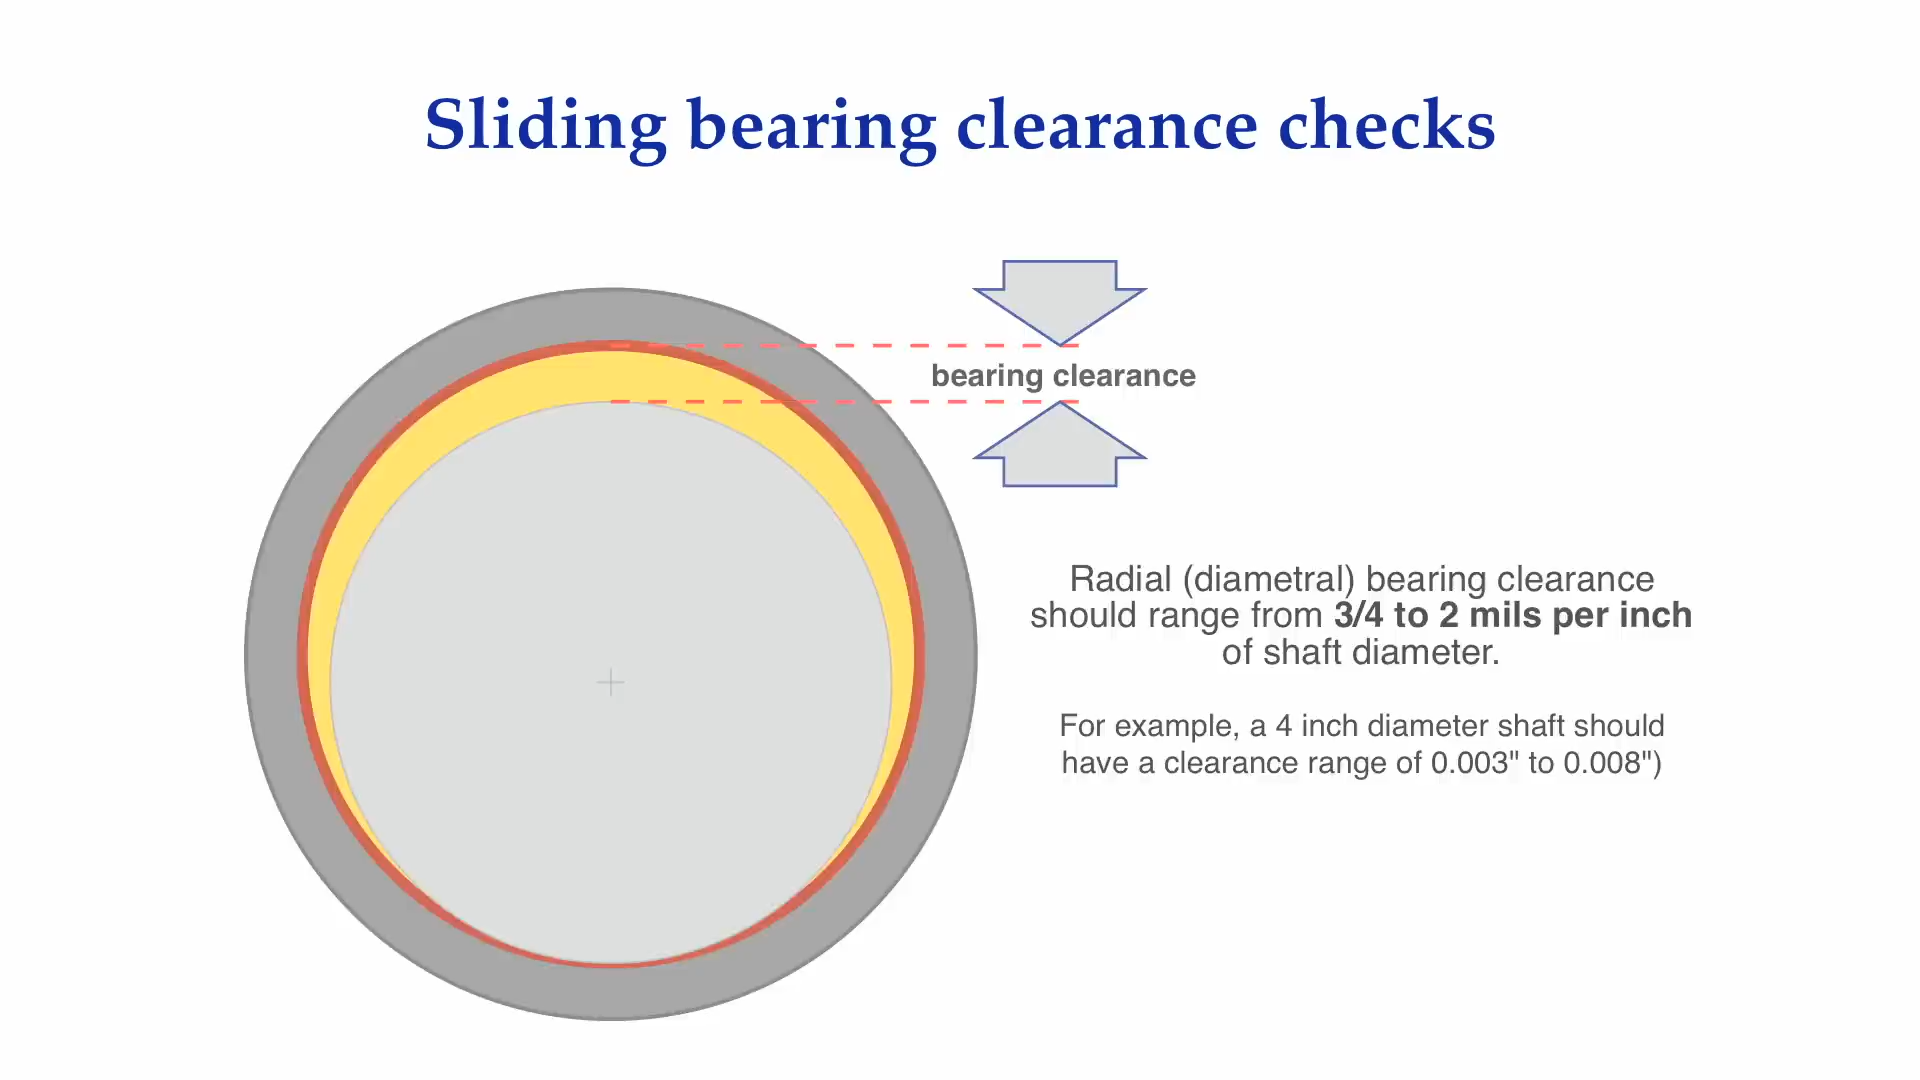 Sliding bearing clearance checks
bearing clearance
Radial (diametral) bearing clearance
should range from 3/4 to 2 mils per inch
of shaft diameter.
For example, a 4 inch diameter shaft should
have a clearance range of 0.003" to 0.008")